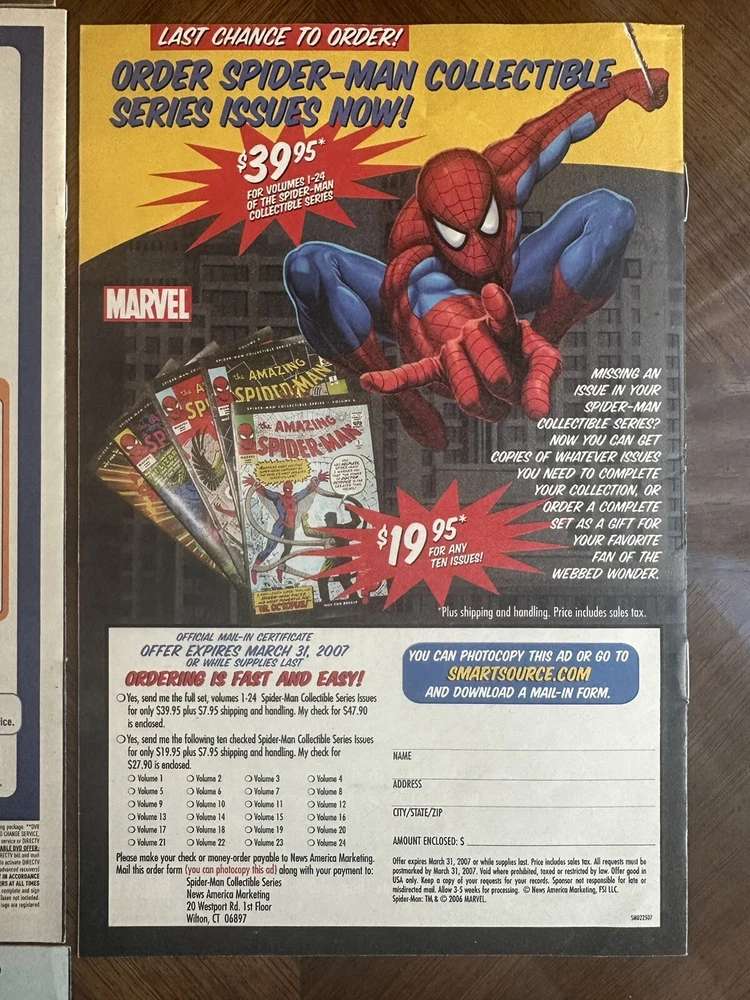 LAST CHANCE TO ORDER!
ORDER SPIDER-MAN COLLECTIBLE
SERIES ISSUES NOW!
$39.95*
FOR VOLUMES 1-24
OF THE SPIDER-MAN
COLLECTIBLE SERIES
MARVEL
the AMAZING
SPIDER-MAN
SPIDER-MAN COLLECTIBLE SERIES · VOLUME 6
the AMAZING
SPIDER-MAN
NOT FOR RESALE
MISSING AN
ISSUE IN YOUR
SPIDER-MAN
COLLECTIBLE SERIES?
NOW YOU CAN GET
COPIES OF WHATEVER ISSUES
YOU NEED TO COMPLETE
YOUR COLLECTION, OR
ORDER A COMPLETE
SET AS A GIFT FOR
YOUR FAVORITE
FAN OF THE
WEBBED WONDER.
$19.95*
FOR ANY
TEN ISSUES!
*Plus shipping and handling. Price includes sales tax.
OFFICIAL MAIL-IN CERTIFICATE
OFFER EXPIRES MARCH 31, 2007
OR WHILE SUPPLIES LAST
ORDERING IS FAST AND EASY!
Yes, send me the full set, volumes 1-24 Spider-Man Collectible Series Issues
for only $39.95 plus $7.95 shipping and handling. My check for $47.90
is enclosed.
Yes, send me the following ten checked Spider-Man Collectible Series Issues
for only $19.95 plus $7.95 shipping and handling. My check for
$27.90 is enclosed.
Volume 1 Volume 2 Volume 3 Volume 4
Volume 5 Volume 6 Volume 7 Volume 8
Volume 9 Volume 10 Volume 11 Volume 12
Volume 13 Volume 14 Volume 15 Volume 16
Volume 17 Volume 18 Volume 19 Volume 20
Volume 21 Volume 22 Volume 23 Volume 24
Please make your check or money-order payable to News America Marketing.
Mail this order form (you can photocopy this ad) along with your payment to:
Spider-Man Collectible Series
News America Marketing
20 Westport Rd. 1st Floor
Wilton, CT 06897
YOU CAN PHOTOCOPY THIS AD OR GO TO
SMARTSOURCE.COM
AND DOWNLOAD A MAIL-IN FORM.
NAME
ADDRESS
CITY/STATE/ZIP
AMOUNT ENCLOSED: $
Offer expires March 31, 2007 or while supplies last. Price includes sales tax. All requests must be
postmarked by March 31, 2007. Void where prohibited, taxed or restricted by law. Offer good in
USA only. Keep a copy of your requests for your records. Sponsor not responsible for late or
misdirected mail. Allow 3-5 weeks for processing. © News America Marketing, FSI LLC.
Spider-Man: TM & © 2006 MARVEL.
SM022507